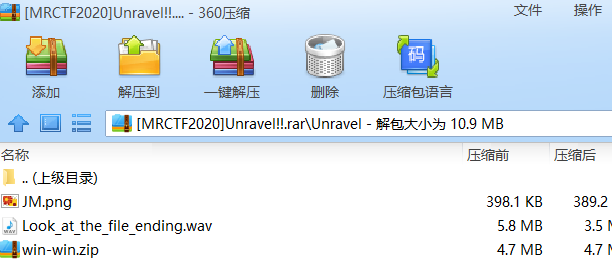 [MRCTF2020]Unravel!!.... - 360压缩 文件 操作
添加 解压到 一键解压 删除 码 压缩包语言
[MRCTF2020]Unravel!!.rar\Unravel - 解包大小为 10.9 MB
名称 压缩前 压缩后
.. (上级目录)
JM.png 398.1 KB 389.2
Look_at_the_file_ending.wav 5.8 MB 3.5 M
win-win.zip 4.7 MB 4.7 M